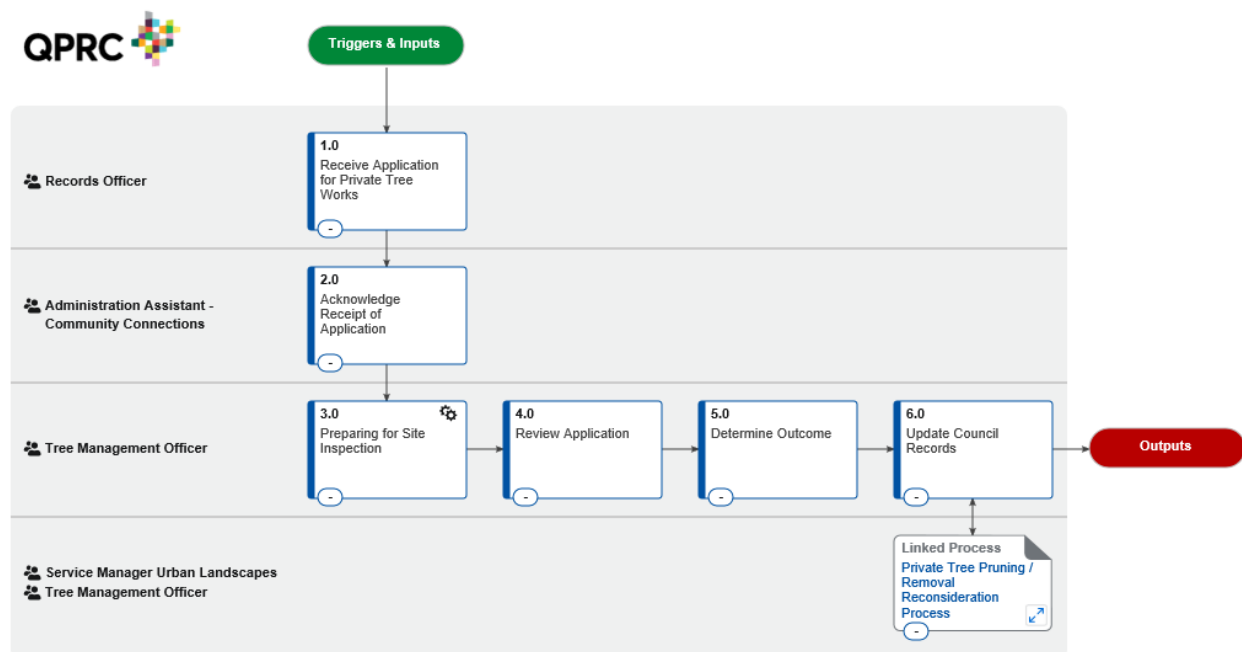 QPRC
Triggers & Inputs
Records Officer
1.0
Receive Application
for Private Tree
Works
-
Administration Assistant -
Community Connections
2.0
Acknowledge
Receipt of
Application
-
Tree Management Officer
3.0
Preparing for Site
Inspection
-
4.0
Review Application
-
5.0
Determine Outcome
-
6.0
Update Council
Records
-
Outputs
Service Manager Urban Landscapes
Tree Management Officer
Linked Process
Private Tree Pruning /
Removal
Reconsideration
Process
-